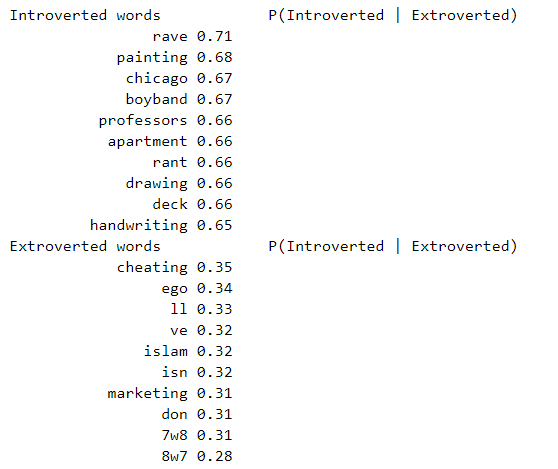 Introverted words P(Introverted | Extroverted)
rave 0.71
painting 0.68
chicago 0.67
boyband 0.67
professors 0.66
apartment 0.66
rant 0.66
drawing 0.66
deck 0.66
handwriting 0.65
Extroverted words P(Introverted | Extroverted)
cheating 0.35
ego 0.34
ll 0.33
ve 0.32
islam 0.32
isn 0.32
marketing 0.31
don 0.31
7w8 0.31
8w7 0.28